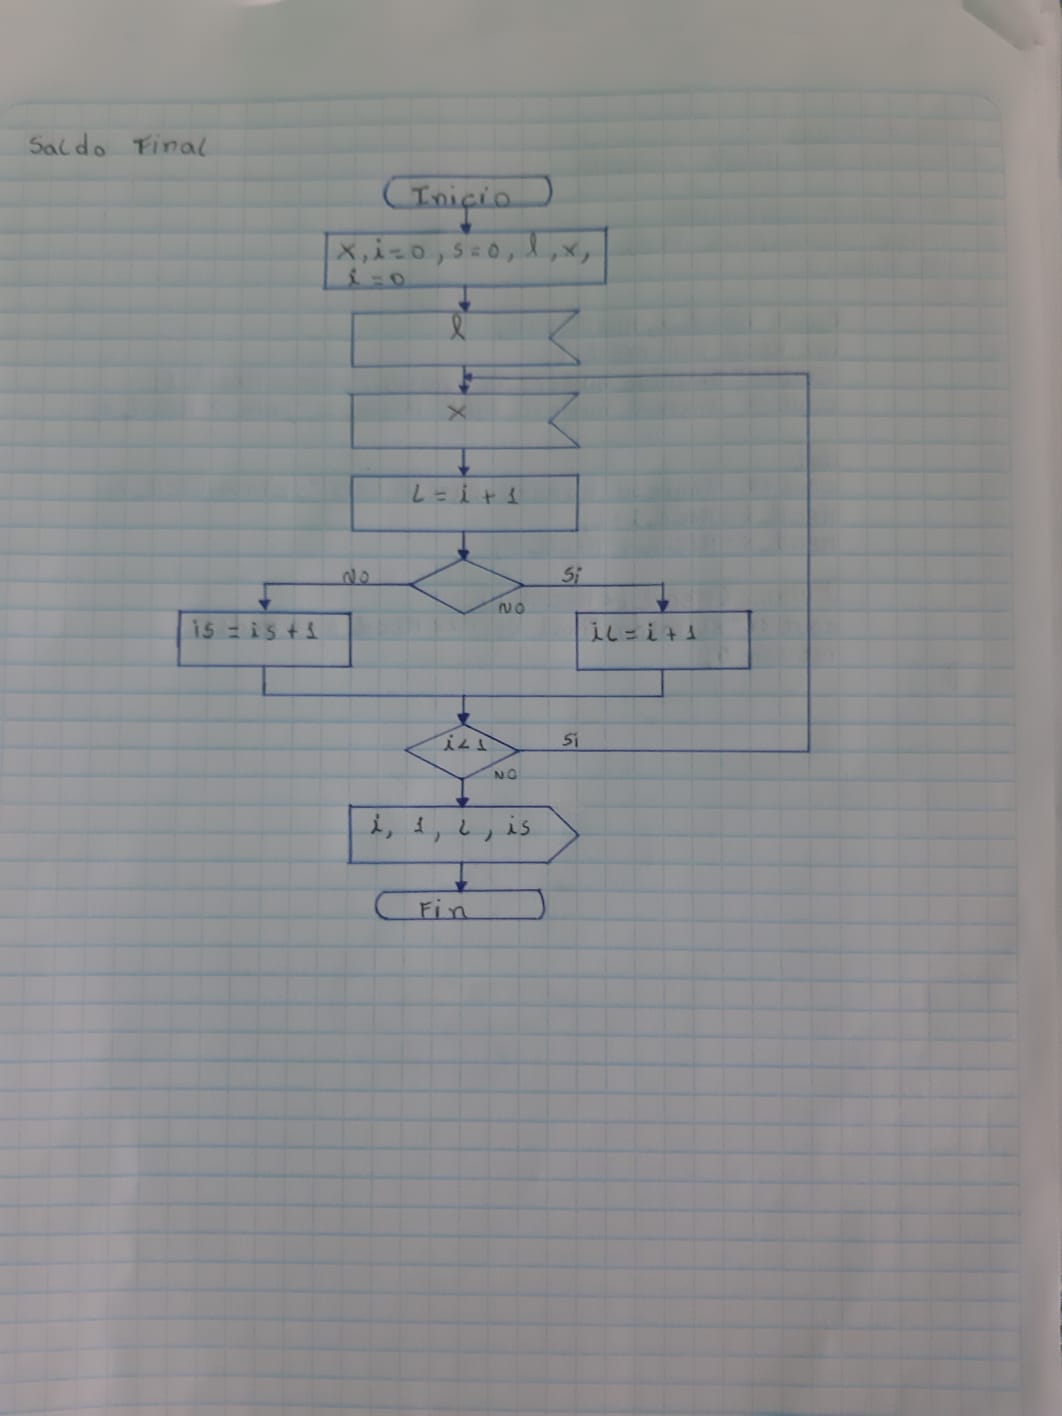 Saldo Final
Inicio
X, i=0, s=0, l, x,
i=0
l
x
L = i + 1
No
Si
NO
is = is + 1
iL = i + 1
i < 1
Si
NO
i, 1, L, is
Fin